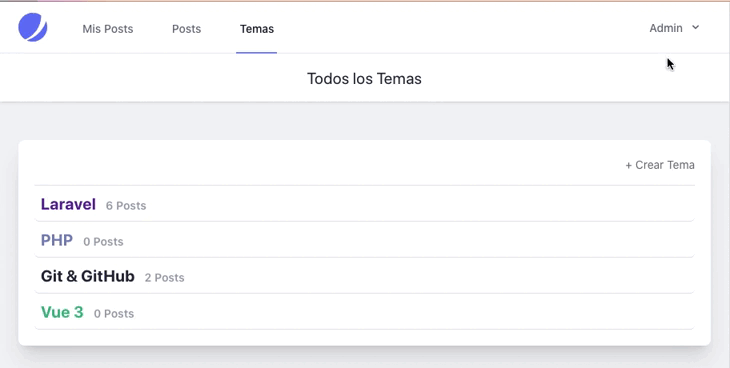 Mis Posts Posts Temas Admin
Todos los Temas
+ Crear Tema
Laravel 6 Posts
PHP 0 Posts
Git & GitHub 2 Posts
Vue 3 0 Posts